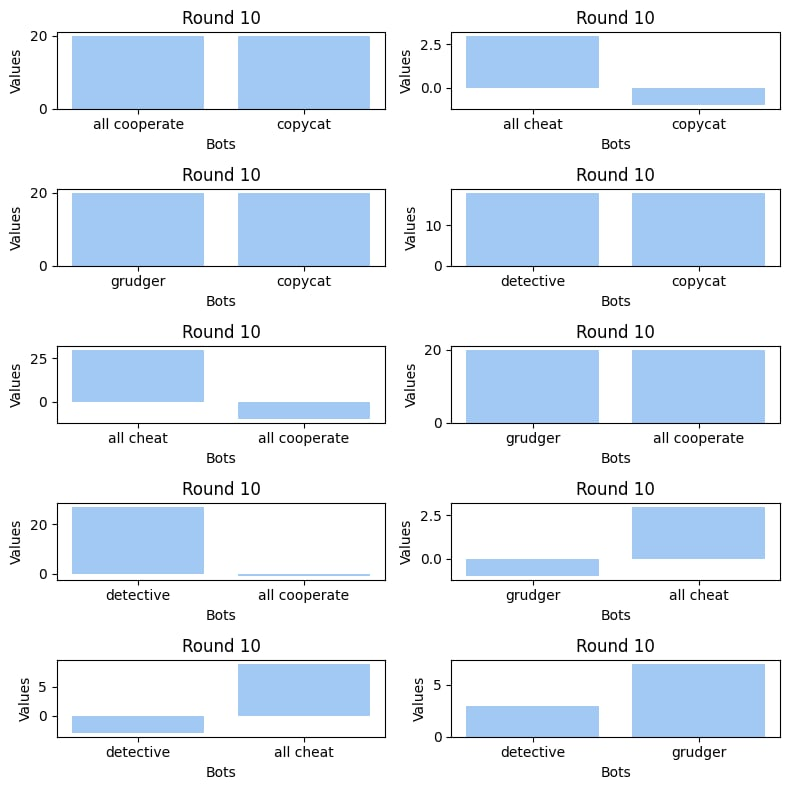 Round 10
Values
20
0
all cooperate copycat
Bots
Round 10
Values
2.5
0.0
all cheat copycat
Bots
Round 10
Values
20
0
grudger copycat
Bots
Round 10
Values
10
0
detective copycat
Bots
Round 10
Values
25
0
all cheat all cooperate
Bots
Round 10
Values
20
0
grudger all cooperate
Bots
Round 10
Values
20
0
detective all cooperate
Bots
Round 10
Values
2.5
0.0
grudger all cheat
Bots
Round 10
Values
5
0
detective all cheat
Bots
Round 10
Values
5
0
detective grudger
Bots